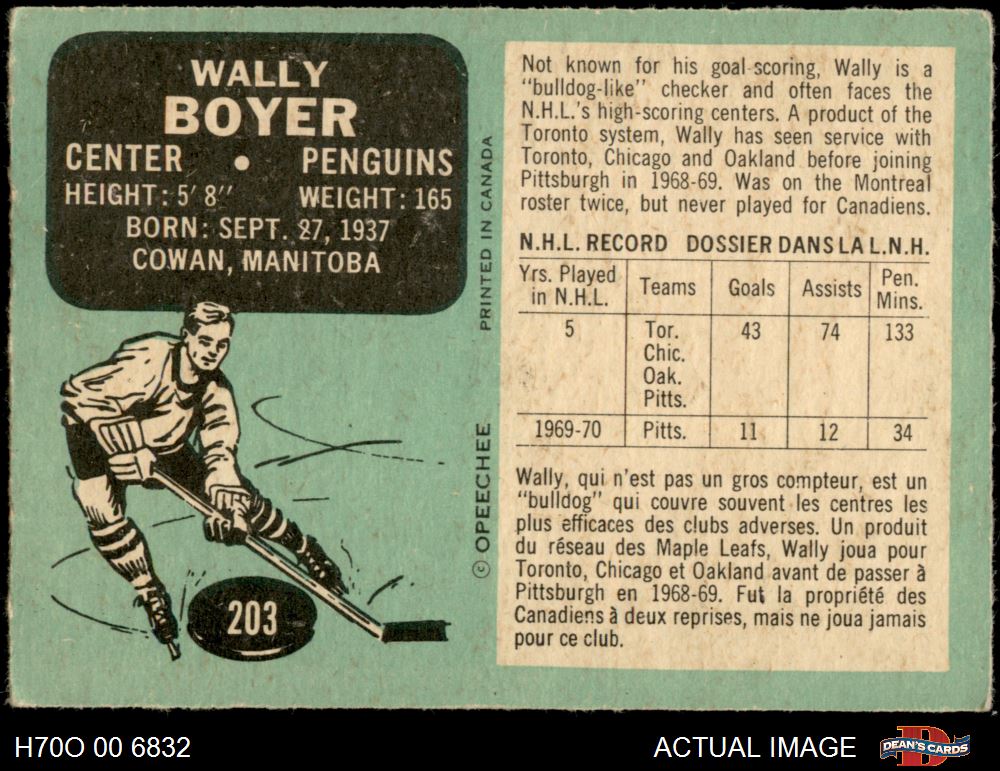 WALLY
BOYER
CENTER • PENGUINS
HEIGHT: 5' 8" WEIGHT: 165
BORN: SEPT. 27, 1937
COWAN, MANITOBA
203
© OPEECHEE PRINTED IN CANADA
Not known for his goal scoring, Wally is a
"bulldog-like" checker and often faces the
N.H.L.'s high-scoring centers. A product of the
Toronto system, Wally has seen service with
Toronto, Chicago and Oakland before joining
Pittsburgh in 1968-69. Was on the Montreal
roster twice, but never played for Canadiens.
N.H.L. RECORD DOSSIER DANS LA L.N.H.
Yrs. Played Teams Goals Assists Pen.
in N.H.L. Mins.
5 Tor. 43 74 133
Chic.
Oak.
Pitts.
1969-70 Pitts. 11 12 34
Wally, qui n'est pas un gros compteur, est un
"bulldog" qui couvre souvent les centres les
plus efficaces des clubs adverses. Un produit
du réseau des Maple Leafs, Wally joua pour
Toronto, Chicago et Oakland avant de passer à
Pittsburgh en 1968-69. Fut la propriété des
Canadiens à deux reprises, mais ne joua jamais
pour ce club.
H70O 00 6832 ACTUAL IMAGE DEAN'S CARDS